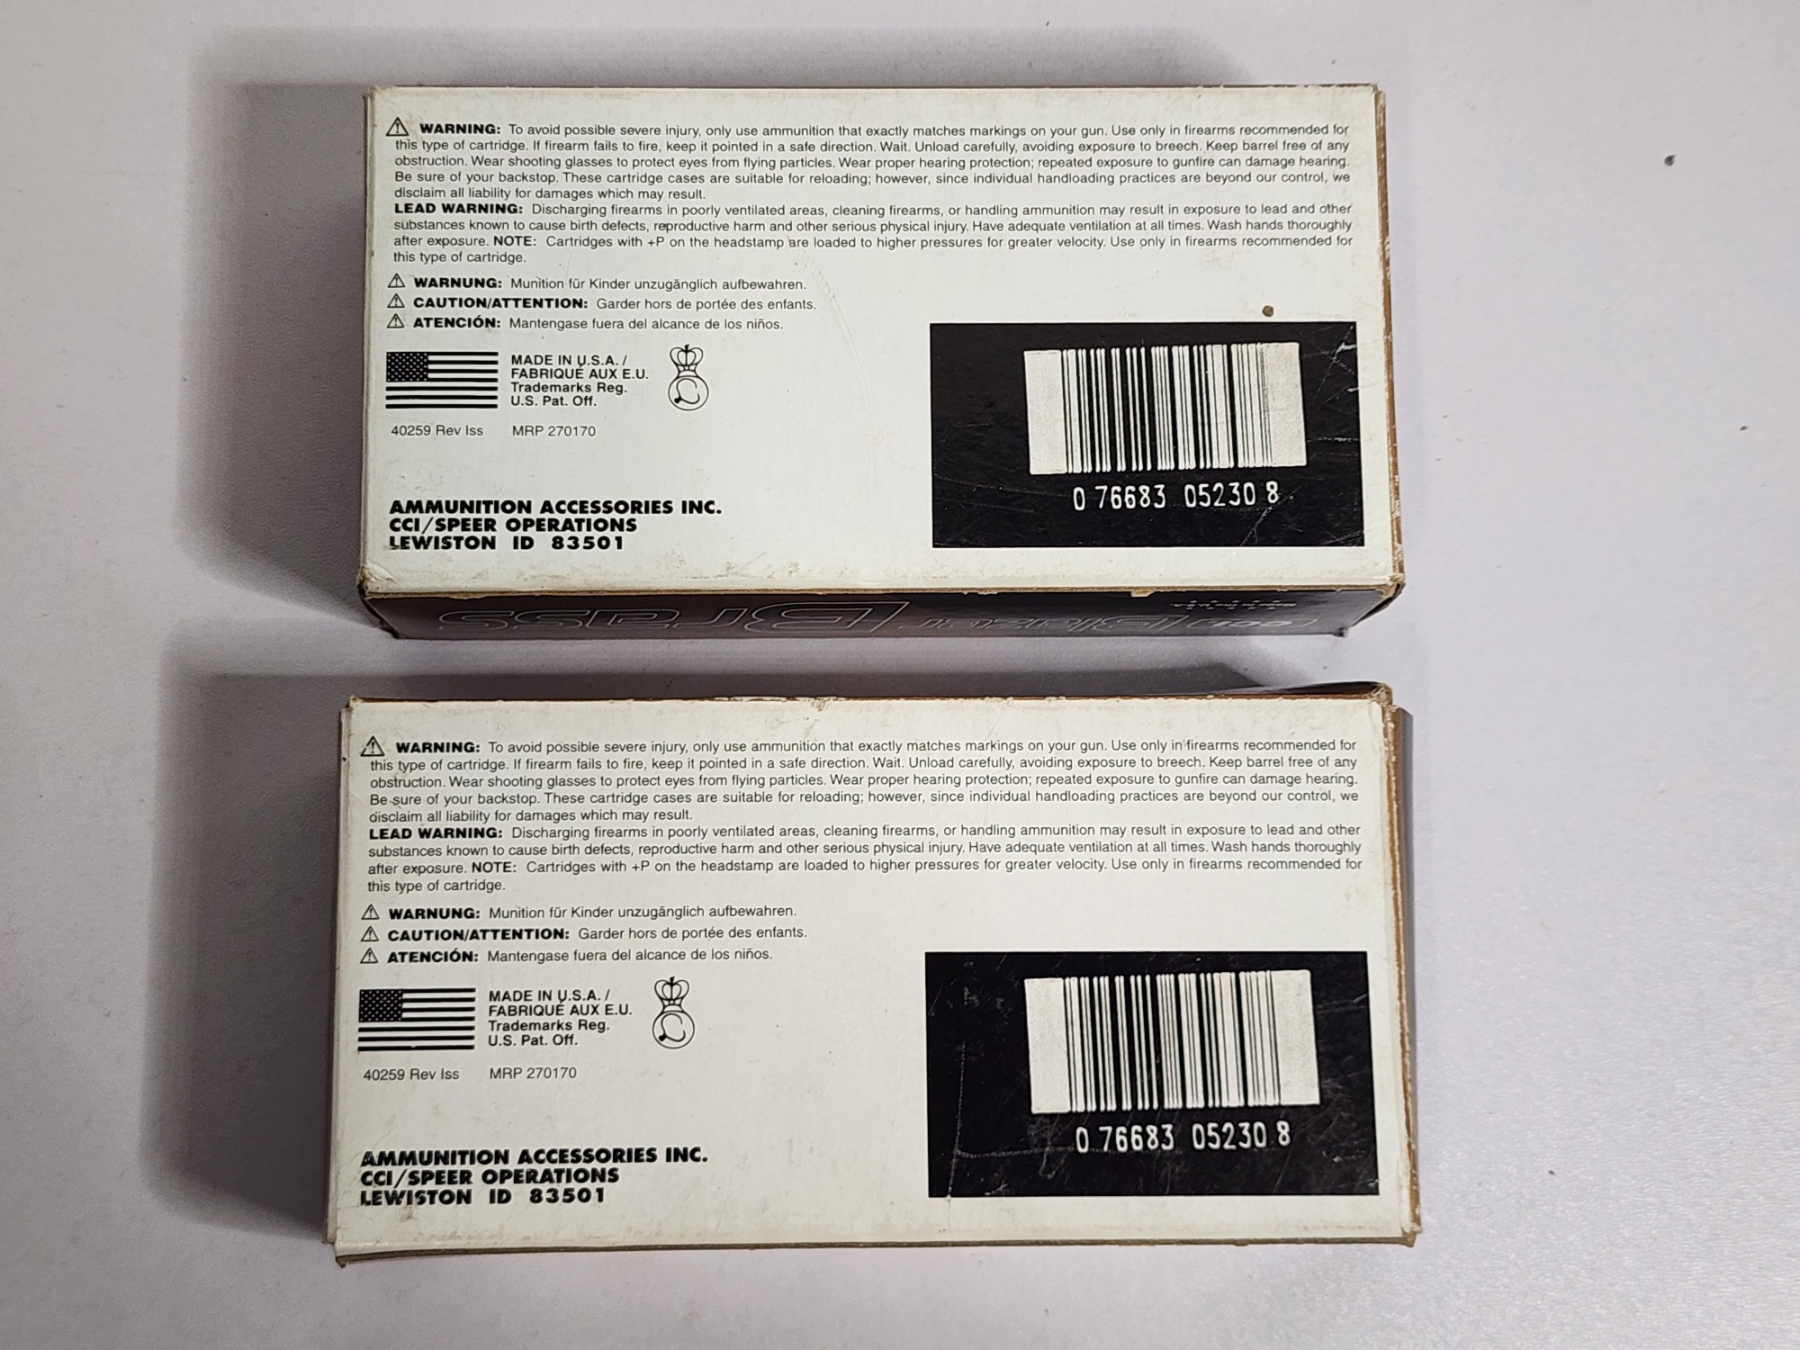 WARNING: To avoid possible severe injury, only use ammunition that exactly matches markings on your gun. Use only in firearms recommended for
this type of cartridge. If firearm fails to fire, keep it pointed in a safe direction. Wait. Unload carefully, avoiding exposure to breech. Keep barrel free of any
obstruction. Wear shooting glasses to protect eyes from flying particles. Wear proper hearing protection; repeated exposure to gunfire can damage hearing.
Be sure of your backstop. These cartridge cases are suitable for reloading; however, since individual handloading practices are beyond our control, we
disclaim all liability for damages which may result.
LEAD WARNING: Discharging firearms in poorly ventilated areas, cleaning firearms, or handling ammunition may result in exposure to lead and other
substances known to cause birth defects, reproductive harm and other serious physical injury. Have adequate ventilation at all times. Wash hands thoroughly
after exposure. NOTE: Cartridges with +P on the headstamp are loaded to higher pressures for greater velocity. Use only in firearms recommended for
this type of cartridge.
WARNUNG: Munition für Kinder unzugänglich aufbewahren.
CAUTION/ATTENTION: Garder hors de portée des enfants.
ATENCIÓN: Mantengase fuera del alcance de los niños.
MADE IN U.S.A. /
FABRIQUÉ AUX E.U.
Trademarks Reg.
U.S. Pat. Off.
40259 Rev Iss MRP 270170
AMMUNITION ACCESSORIES INC.
CCI/SPEER OPERATIONS
LEWISTON ID 83501
0 76683 05230 8
CCI Blazer Brass
WARNING: To avoid possible severe injury, only use ammunition that exactly matches markings on your gun. Use only in firearms recommended for
this type of cartridge. If firearm fails to fire, keep it pointed in a safe direction. Wait. Unload carefully, avoiding exposure to breech. Keep barrel free of any
obstruction. Wear shooting glasses to protect eyes from flying particles. Wear proper hearing protection; repeated exposure to gunfire can damage hearing.
Be sure of your backstop. These cartridge cases are suitable for reloading; however, since individual handloading practices are beyond our control, we
disclaim all liability for damages which may result.
LEAD WARNING: Discharging firearms in poorly ventilated areas, cleaning firearms, or handling ammunition may result in exposure to lead and other
substances known to cause birth defects, reproductive harm and other serious physical injury. Have adequate ventilation at all times. Wash hands thoroughly
after exposure. NOTE: Cartridges with +P on the headstamp are loaded to higher pressures for greater velocity. Use only in firearms recommended for
this type of cartridge.
WARNUNG: Munition für Kinder unzugänglich aufbewahren.
CAUTION/ATTENTION: Garder hors de portée des enfants.
ATENCIÓN: Mantengase fuera del alcance de los niños.
MADE IN U.S.A. /
FABRIQUÉ AUX E.U.
Trademarks Reg.
U.S. Pat. Off.
40259 Rev Iss MRP 270170
AMMUNITION ACCESSORIES INC.
CCI/SPEER OPERATIONS
LEWISTON ID 83501
0 76683 05230 8